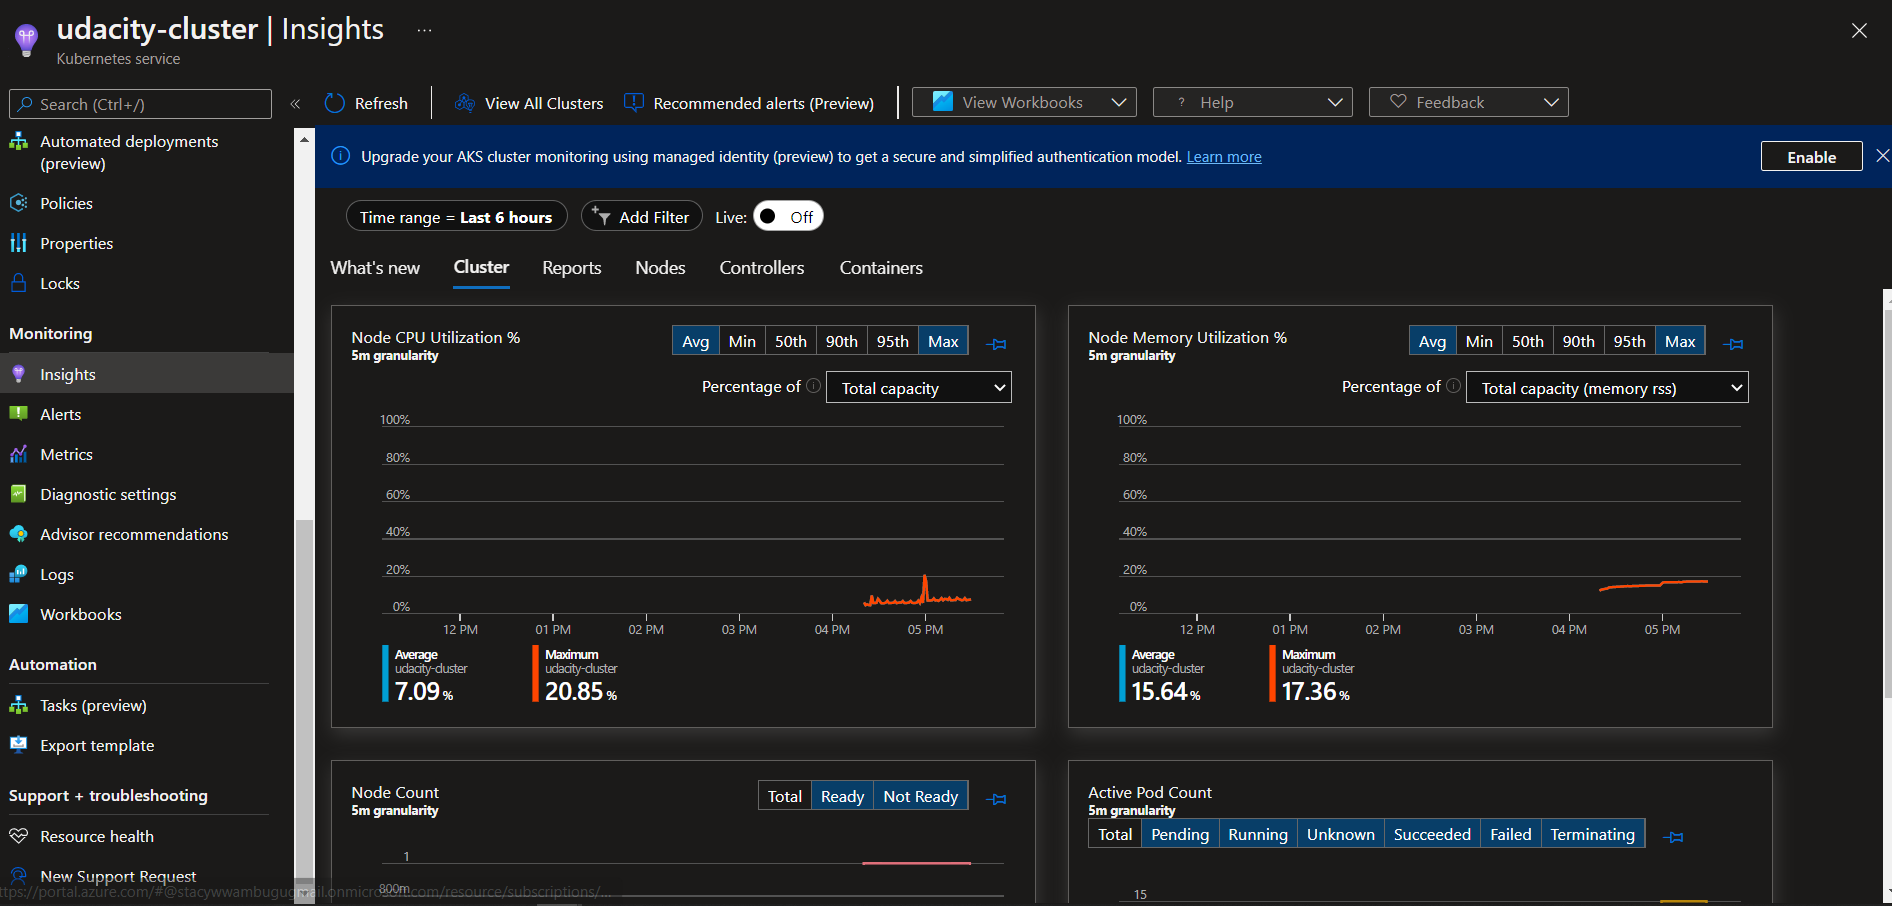 udacity-cluster | Insights ...
Kubernetes service
Search (Ctrl+/)
«
Refresh
View All Clusters
Recommended alerts (Preview)
View Workbooks
? Help
Feedback
Automated deployments
(preview)
Policies
Properties
Locks
Monitoring
Insights
Alerts
Metrics
Diagnostic settings
Advisor recommendations
Logs
Workbooks
Automation
Tasks (preview)
Export template
Support + troubleshooting
Resource health
New Support Request
ttps://portal.azure.com/#@stacywwambugugmail.onmicrosoft.com/resource/subscriptions/...
Upgrade your AKS cluster monitoring using managed identity (preview) to get a secure and simplified authentication model. Learn more
Enable
Time range = Last 6 hours
Add Filter
Live: Off
What's new Cluster Reports Nodes Controllers Containers
Node CPU Utilization %
5m granularity
Avg Min 50th 90th 95th Max
Percentage of Total capacity
100%
80%
60%
40%
20%
0%
12 PM 01 PM 02 PM 03 PM 04 PM 05 PM
Average
udacity-cluster
7.09 %
Maximum
udacity-cluster
20.85 %
Node Memory Utilization %
5m granularity
Avg Min 50th 90th 95th Max
Percentage of Total capacity (memory rss)
100%
80%
60%
40%
20%
0%
12 PM 01 PM 02 PM 03 PM 04 PM 05 PM
Average
udacity-cluster
15.64 %
Maximum
udacity-cluster
17.36 %
Node Count
5m granularity
Total Ready Not Ready
1
800m
Active Pod Count
5m granularity
Total Pending Running Unknown Succeeded Failed Terminating
15